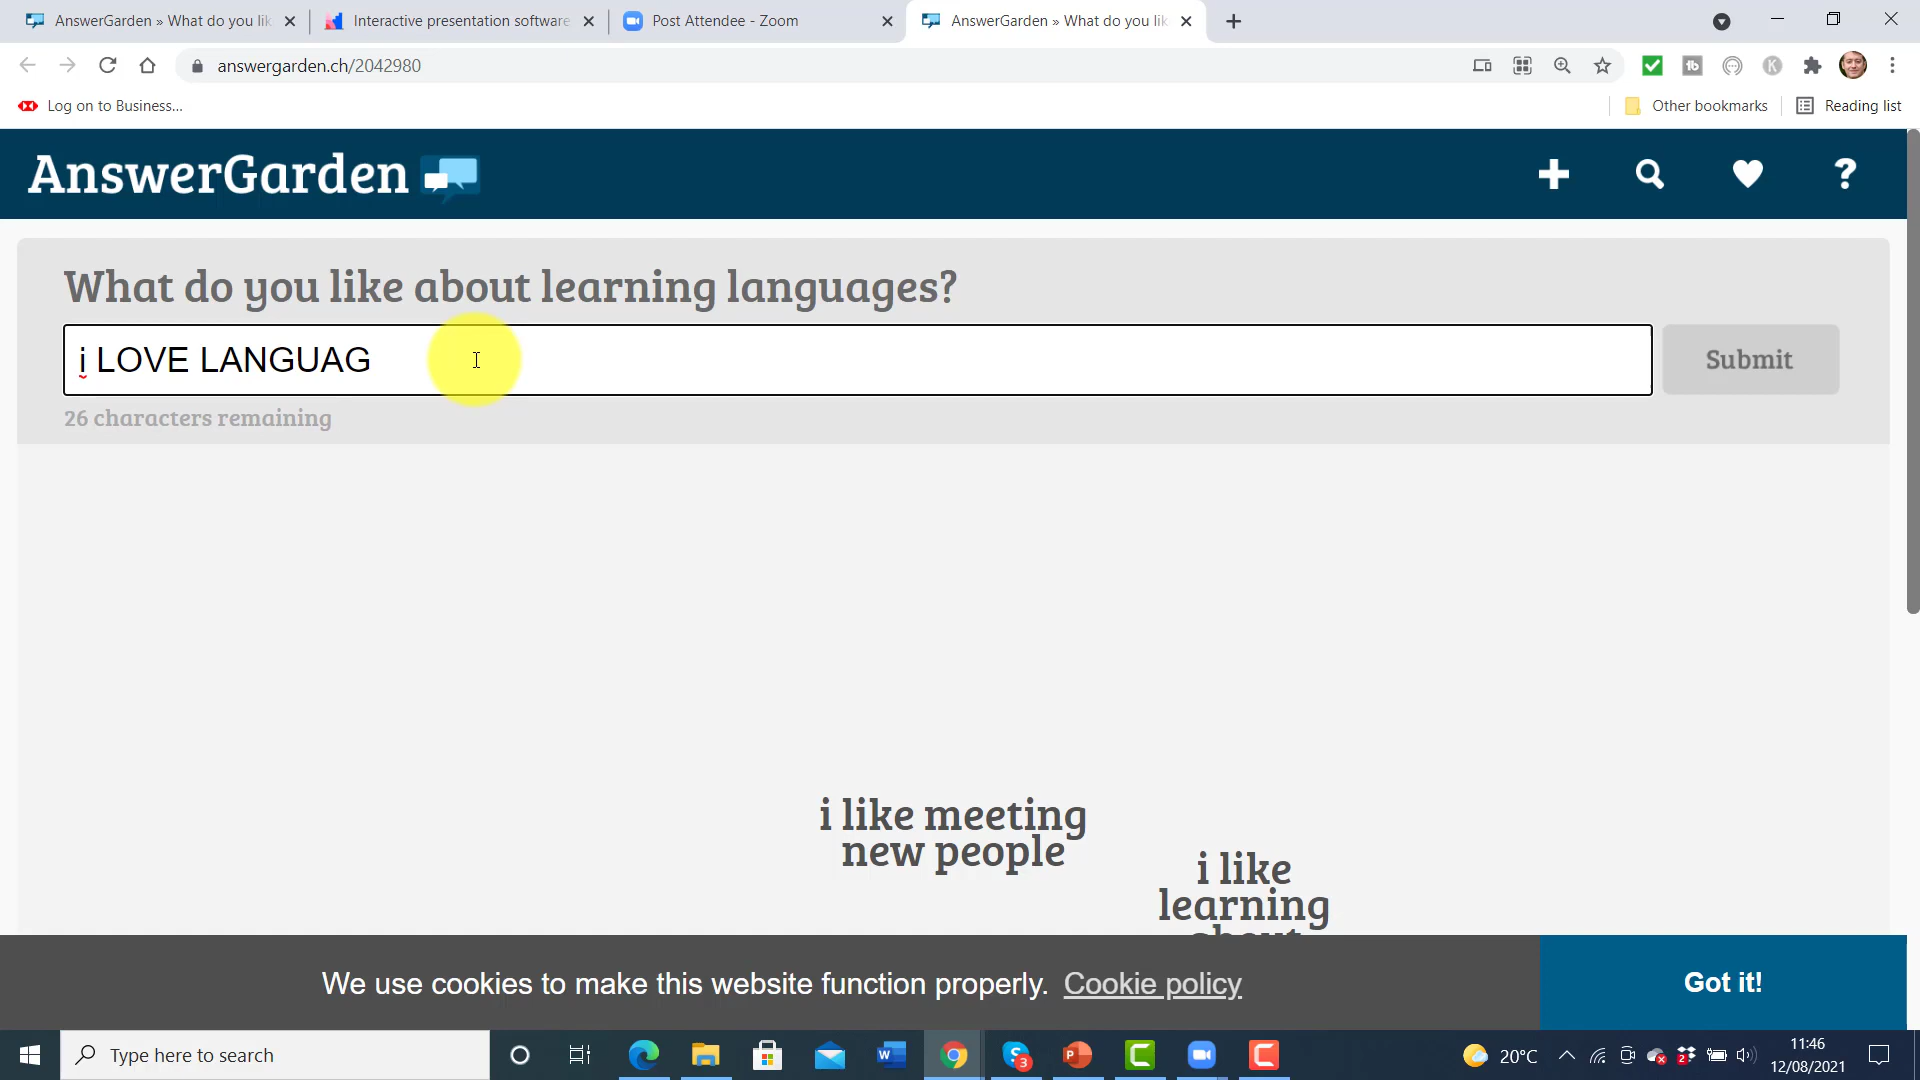 AnswerGarden » What do you lik
Interactive presentation software
Post Attendee - Zoom
AnswerGarden » What do you lik
answergarden.ch/2042980
Log on to Business...
Other bookmarks
Reading list
AnswerGarden
What do you like about learning languages?
i LOVE LANGUAG
Submit
26 characters remaining
i like meeting
new people
i like
learning
about
We use cookies to make this website function properly. Cookie policy
Got it!
Type here to search
20°C
11:46
12/08/2021